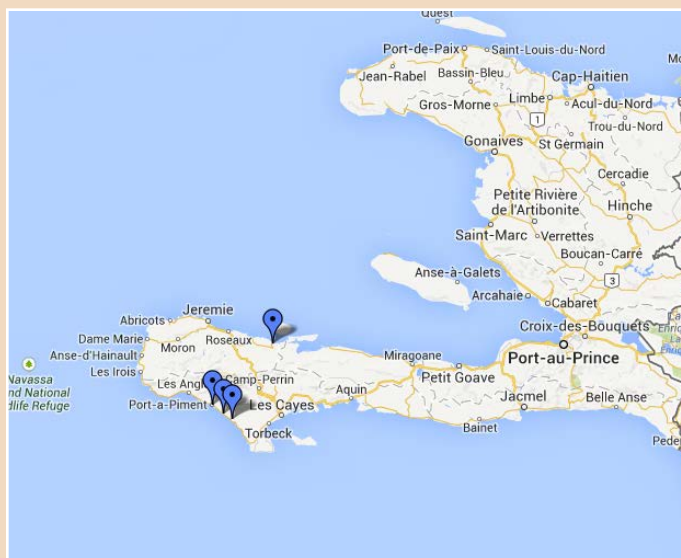 Ouest
Port-de-Paix
Saint-Louis-du-Nord
Jean-Rabel
Bassin-Bleu
Cap-Haitien
Limbe
Acul-du-Nord
Gros-Morne
1
Trou-du-Nord
St Germain
Gonaives
Cercadie
Petite Rivière
de l'Artibonite
Hinche
Saint-Marc
Verrettes
Boucan-Carré
Anse-à-Galets
3
Arcahaie
Cabaret
Abricots
Jeremie
Croix-des-Bouquets
Dame Marie
Roseaux
Moron
Anse-d'Hainault
Miragoane
Port-au-Prince
Les Irois
Petit Goave
Navassa
nd National
dlife Refuge
Les Angl
Camp-Perrin
Aquin
Port-a-Piment
Les Cayes
Jacmel
Belle Anse
Torbeck
Bainet
Peder